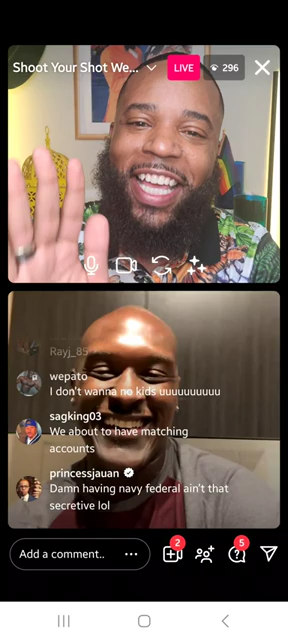 Shoot Your Shot We...
LIVE
296
Rayj_85
wepato
I don't wanna no kids uuuuuuuuuu
sagking03
We about to have matching
accounts
princessjauan
Damn having navy federal ain't that
secretive lol
Add a comment..
2
5